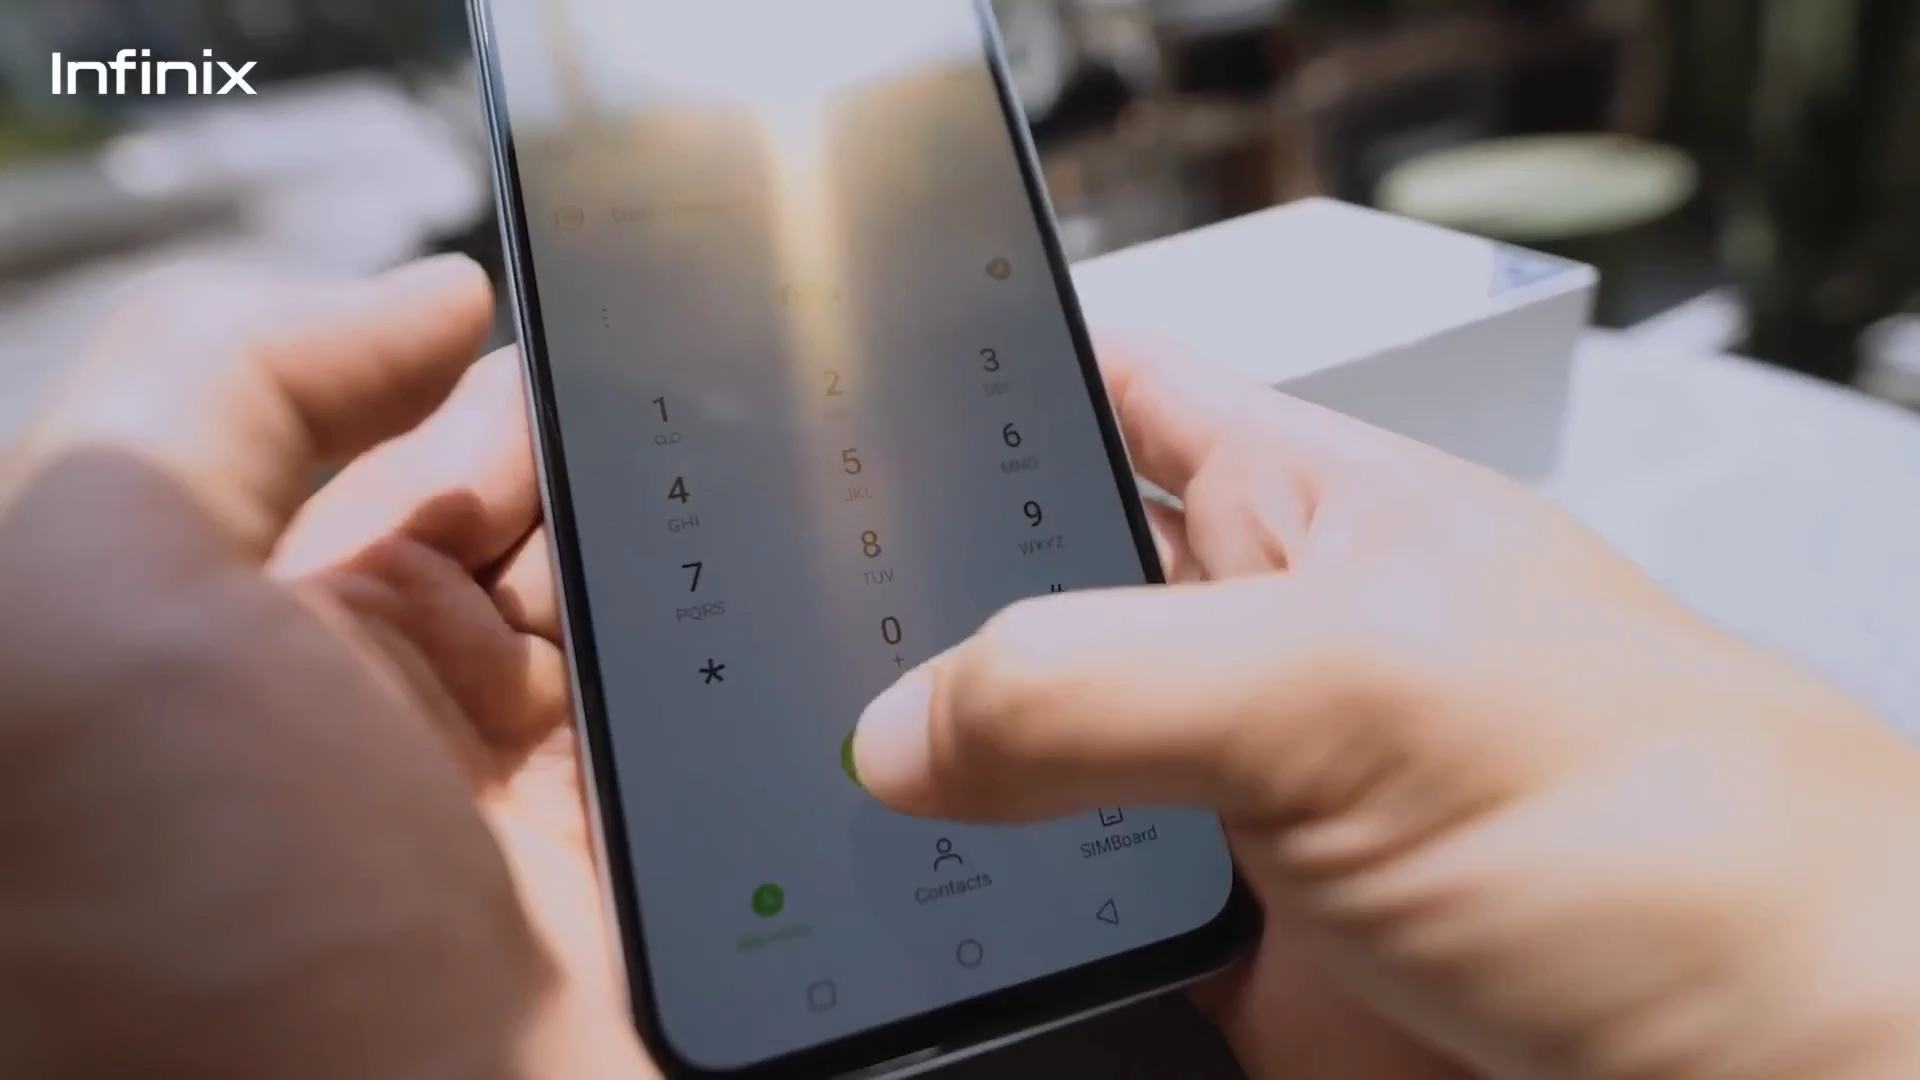 Infinix
1
2
3
DEF
4
GHI
5
JKL
6
MNO
7
PQRS
8
TUV
9
WXYZ
*
0
+
#
Contacts
SIMBoard